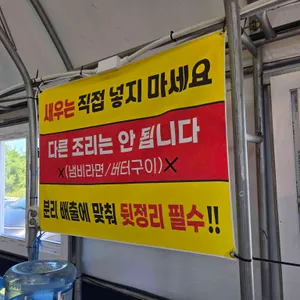 새우는 직접 넣지 마세요
다른 조리는 안 됩니다
×(냄비라면/버터구이)×
분리 배출에 맞춰 뒷정리 필수!!